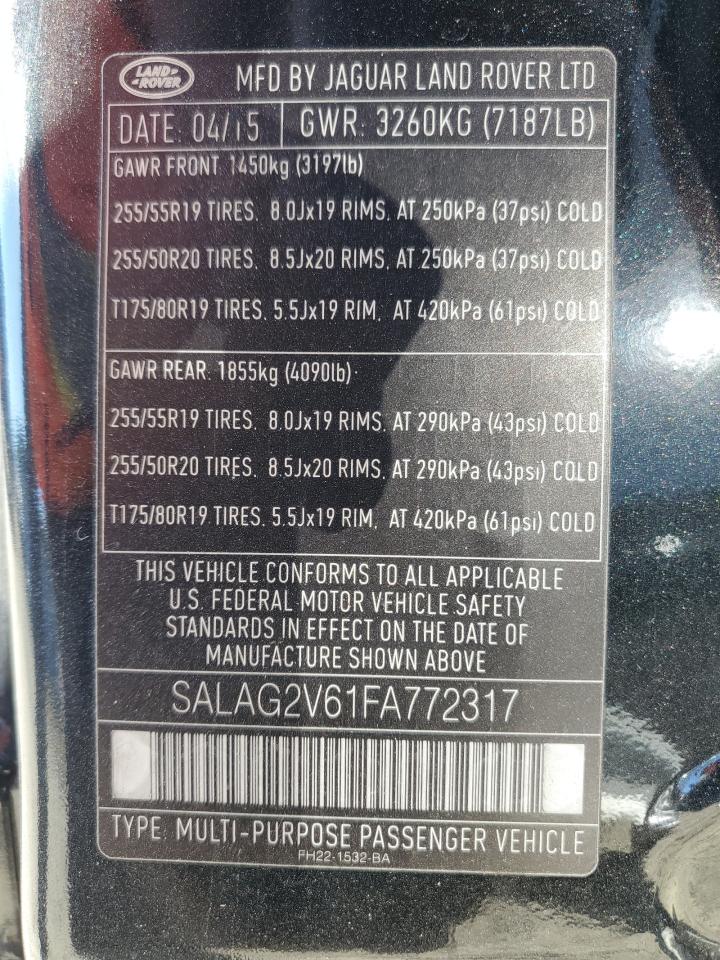 LAND ROVER
MFD BY JAGUAR LAND ROVER LTD
DATE: 04/15
GWR: 3260KG (7187LB)
GAWR FRONT 1450kg (3197lb)
255/55R19 TIRES, 8.0Jx19 RIMS, AT 250kPa (37psi) COLD
255/50R20 TIRES, 8.5Jx20 RIMS, AT 250kPa (37psi) COLD
T175/80R19 TIRES, 5.5Jx19 RIM, AT 420kPa (61psi) COLD
GAWR REAR: 1855kg (4090lb)
255/55R19 TIRES, 8.0Jx19 RIMS, AT 290kPa (43psi) COLD
255/50R20 TIRES, 8.5Jx20 RIMS, AT 290kPa (43psi) COLD
T175/80R19 TIRES, 5.5Jx19 RIM, AT 420kPa (61psi) COLD
THIS VEHICLE CONFORMS TO ALL APPLICABLE
U.S. FEDERAL MOTOR VEHICLE SAFETY
STANDARDS IN EFFECT ON THE DATE OF
MANUFACTURE SHOWN ABOVE
SALAG2V61FA772317
TYPE: MULTI-PURPOSE PASSENGER VEHICLE
FH22-1532-BA